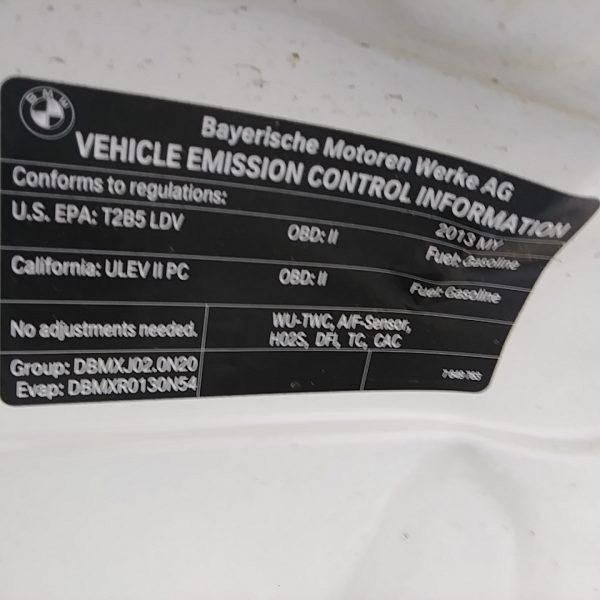 BMW
Bayerische Motoren Werke AG
VEHICLE EMISSION CONTROL INFORMATION
Conforms to regulations: 2013 MY
U.S. EPA: T2B5 LDV OBD: II Fuel: Gasoline
California: ULEV II PC OBD: II Fuel: Gasoline
No adjustments needed. WU-TWC, A/F-Sensor,
HO2S, DFI, TC, CAC
Group: DBMXJ02.0N20
Evap: DBMXR0130N54